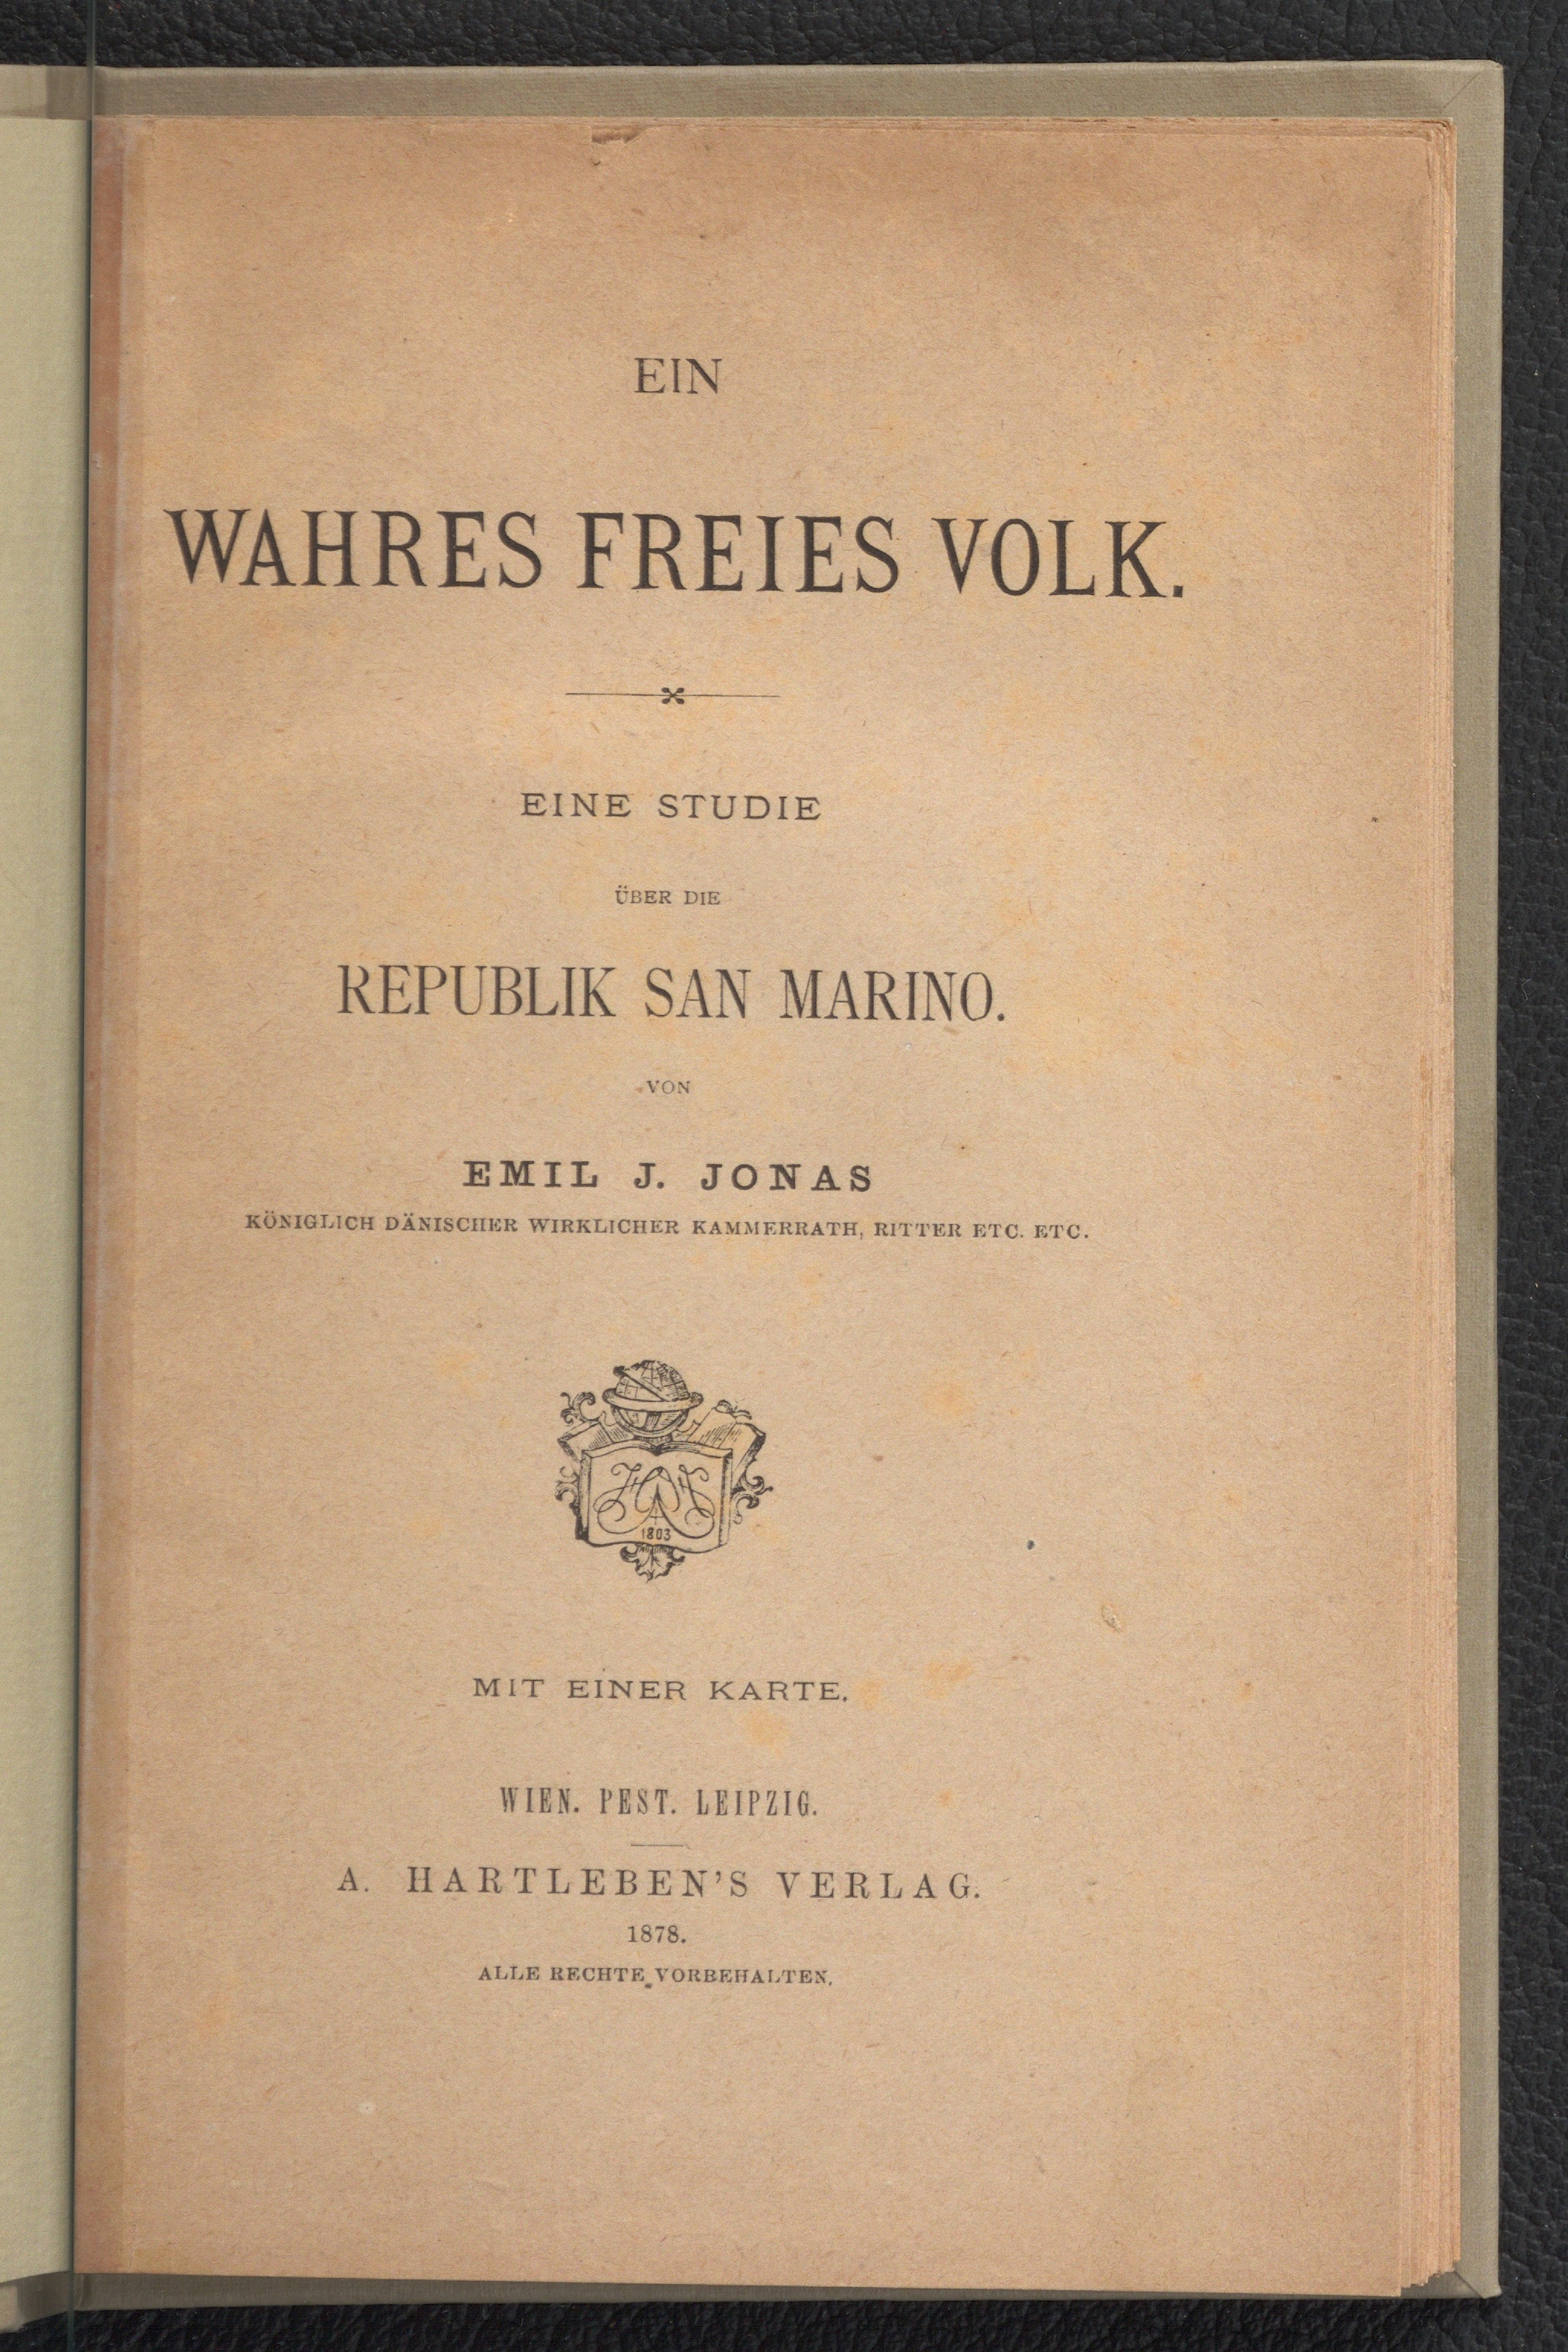 EIN
WAHRES FREIES VOLK.
EINE STUDIE
ÜBER DIE
REPUBLIK SAN MARINO.
VON
EMIL J. JONAS
KÖNIGLICH DÄNISCHER WIRKLICHER KAMMERRATH, RITTER ETC. ETC.
1803
MIT EINER KARTE.
WIEN. PEST. LEIPZIG.
A. HARTLEBEN'S VERLAG.
1878.
ALLE RECHTE VORBEHALTEN.